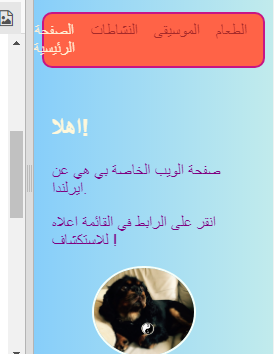 الطعام الموسيقى النشاطات الصفحة
الرئيسية
اهلا!
صفحة الويب الخاصة بي هي عن
ايرلندا.
انقر على الرابط في القائمة اعلاه
للاستكشاف !